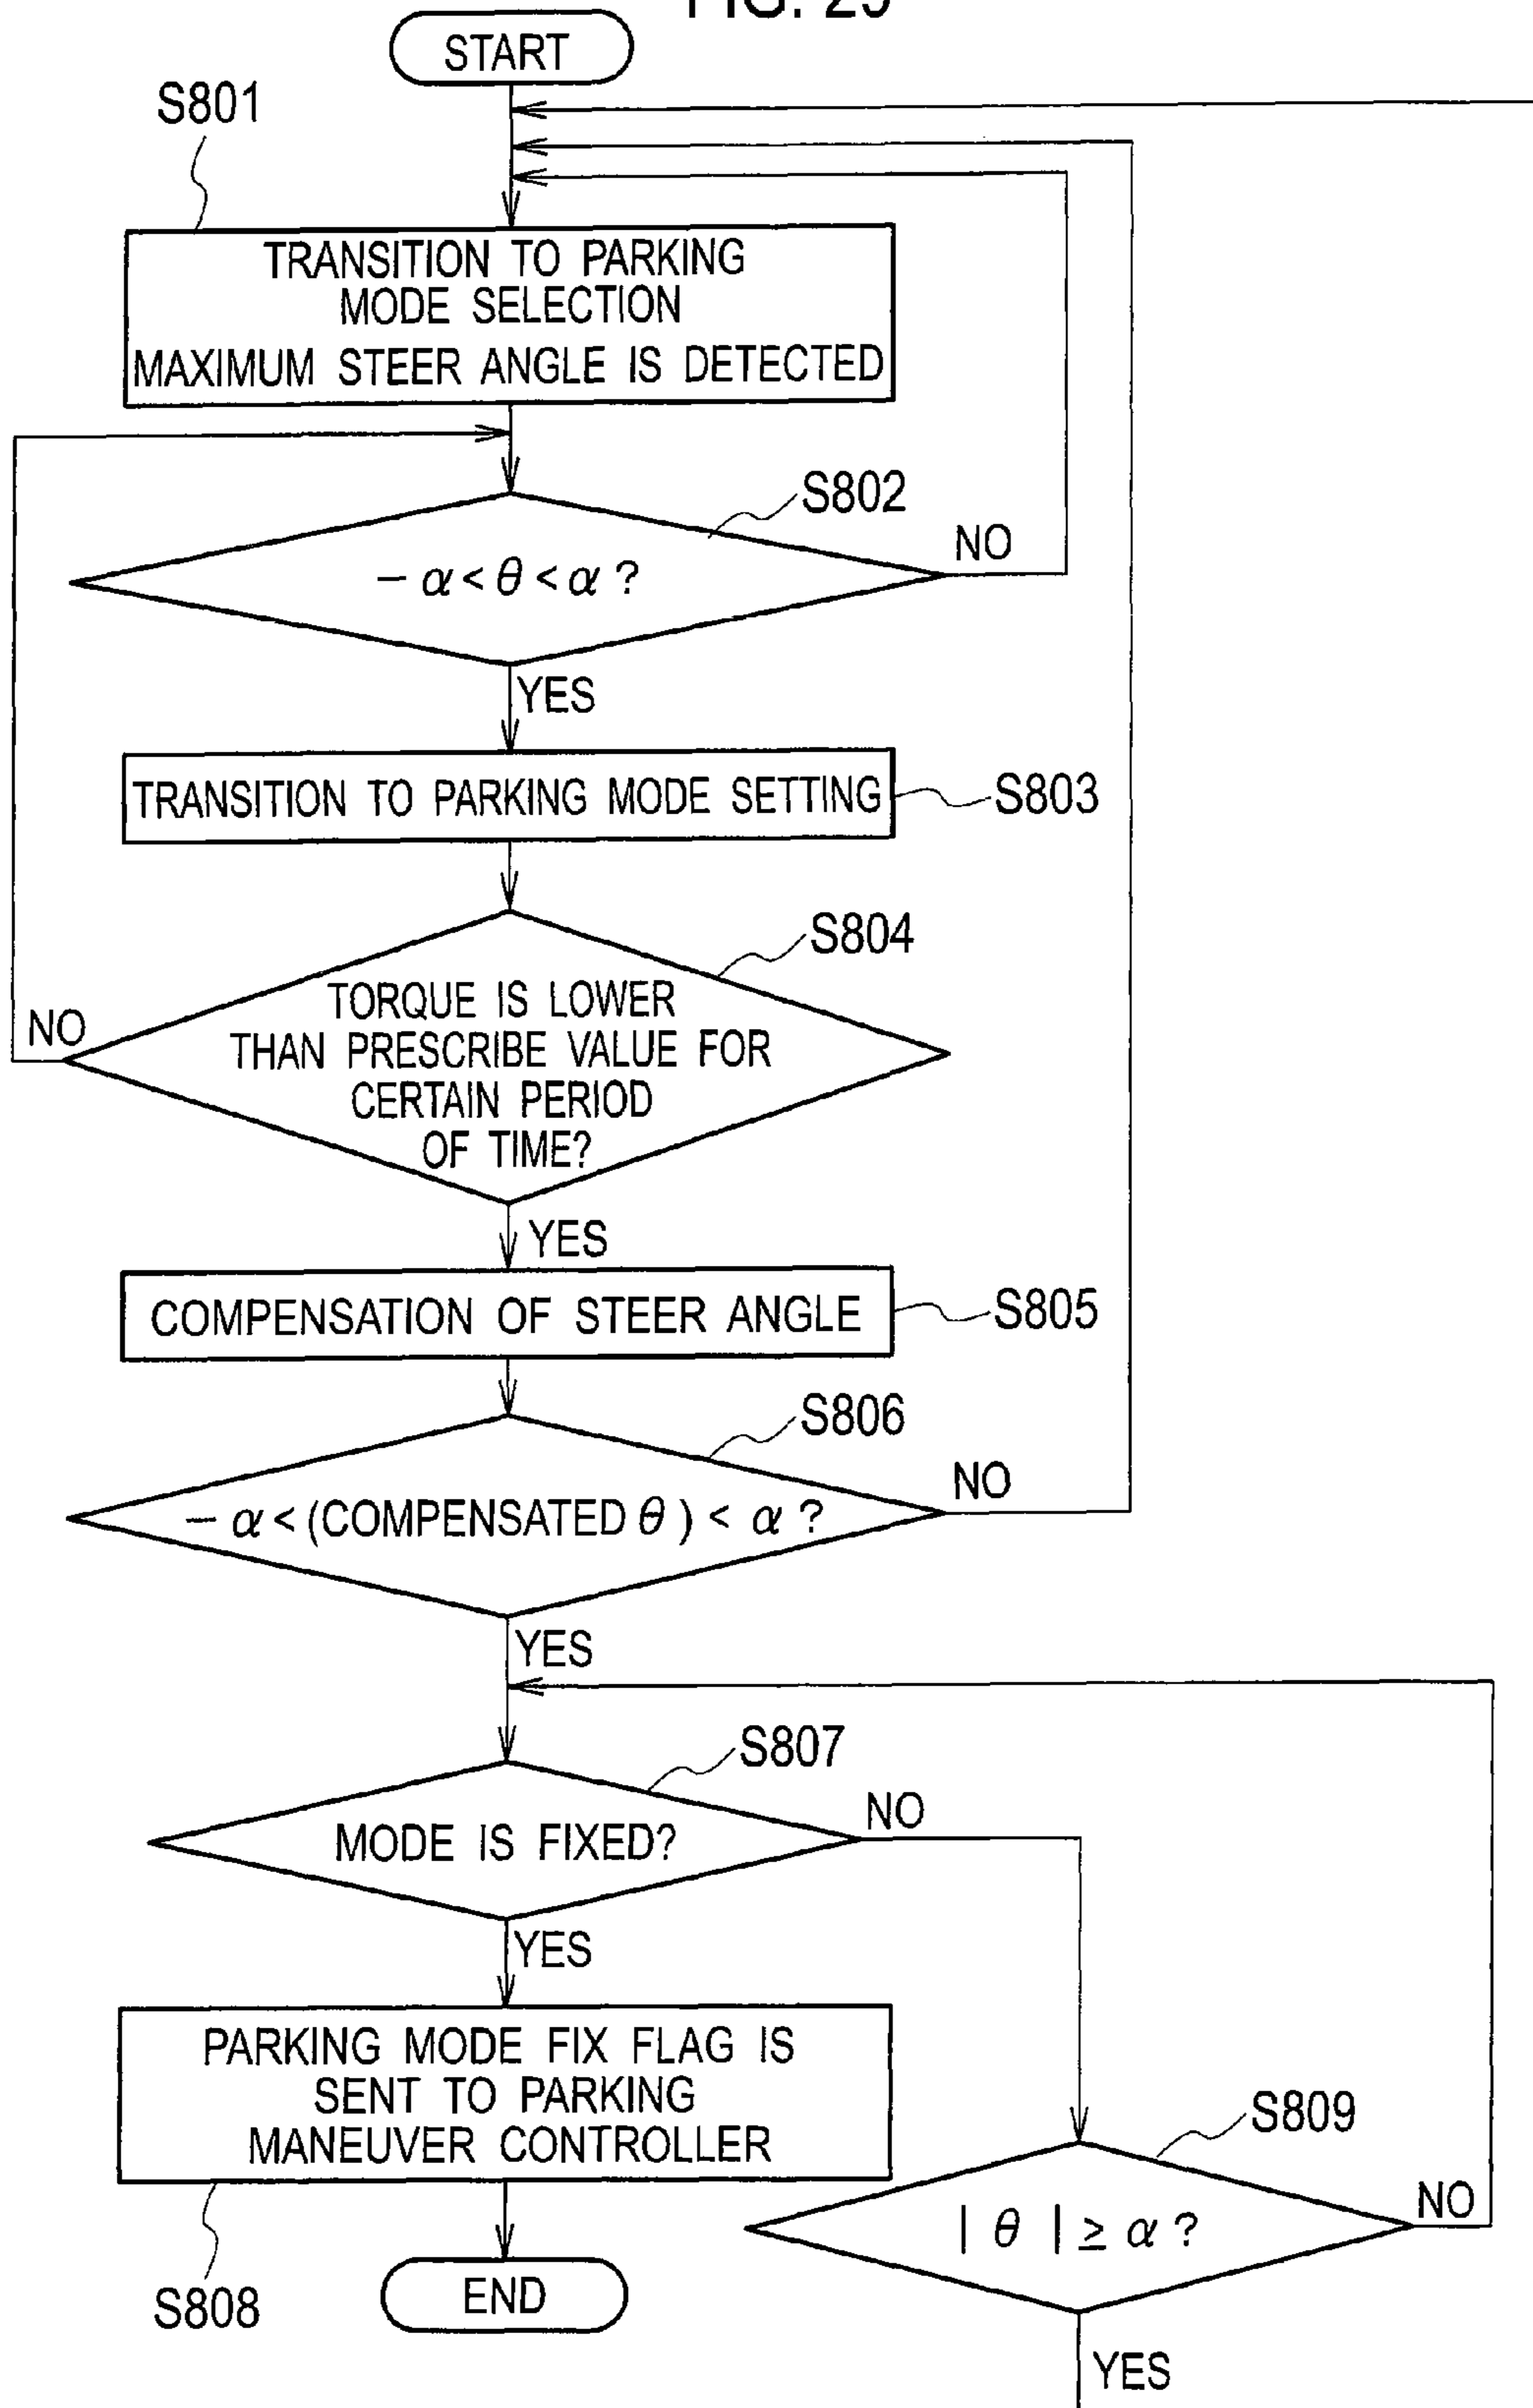 FIG. 29
START
S801
TRANSITION TO PARKING
MODE SELECTION
MAXIMUM STEER ANGLE IS DETECTED
S802
− α < θ < α ?
NO
YES
TRANSITION TO PARKING MODE SETTING
S803
S804
TORQUE IS LOWER
THAN PRESCRIBE VALUE FOR
CERTAIN PERIOD
OF TIME?
NO
YES
COMPENSATION OF STEER ANGLE
S805
S806
− α < (COMPENSATED θ ) < α ?
NO
YES
S807
MODE IS FIXED?
NO
YES
PARKING MODE FIX FLAG IS
SENT TO PARKING
MANEUVER CONTROLLER
S808
S809
| θ | ≥ α ?
NO
END
YES